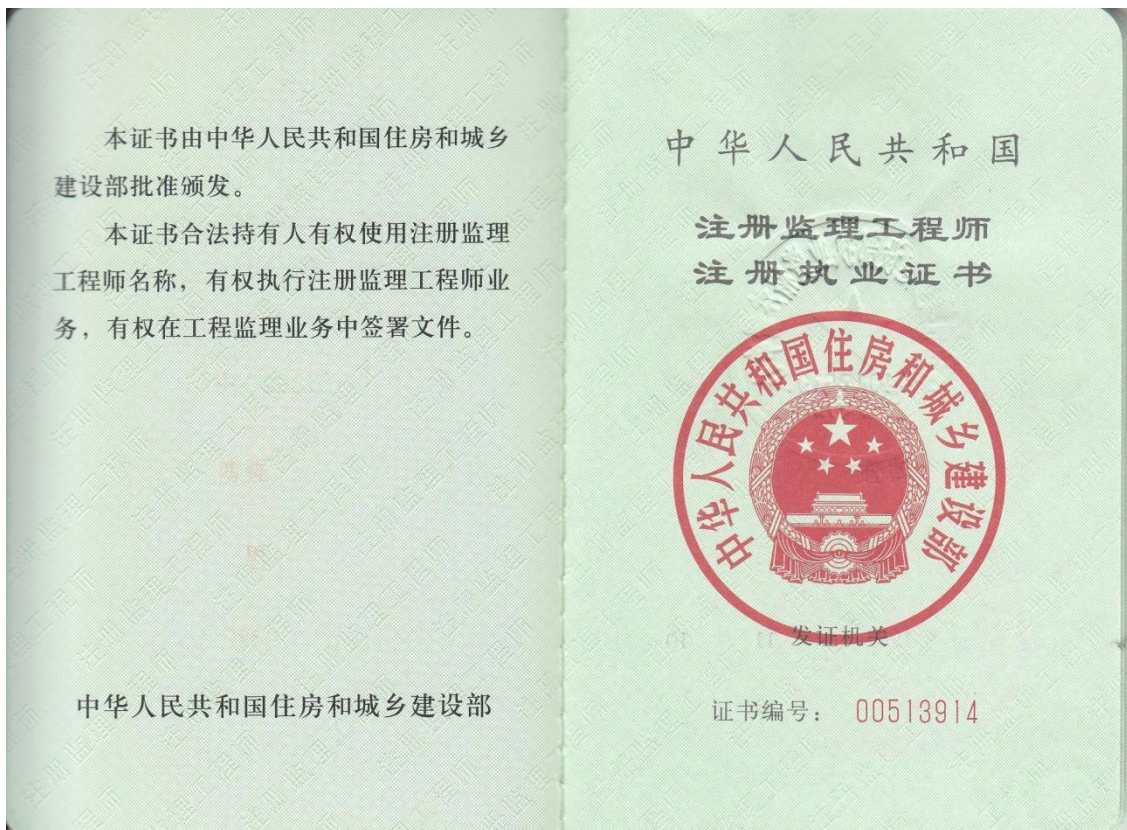 本证书由中华人民共和国住房和城乡
建设部批准颁发。
本证书合法持有人有权使用注册监理
工程师名称，有权执行注册监理工程师业
务，有权在工程监理业务中签署文件。
中华人民共和国住房和城乡建设部
中华人民共和国
注册监理工程师
注册执业证书
中华人民共和国住房和城乡建设部
发证机关
证书编号： 00513914